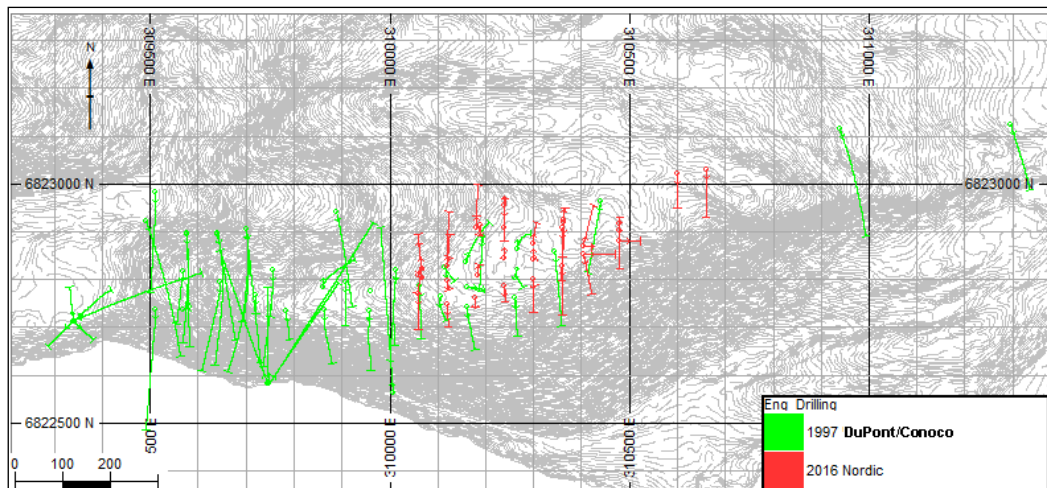 309500 E
310000 E
310500 E
311000 E
N
6823000 N
6823000 N
6822500 N
500 E
310000 E
310500 E
0 100 200
Eng_Drilling
1997 DuPont/Conoco
2016 Nordic